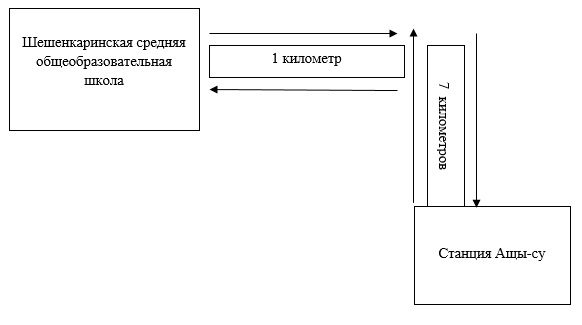 Шешенкаринская средняя
общеобразовательная
школа
1 километр
7 километров
Станция Ащы-су